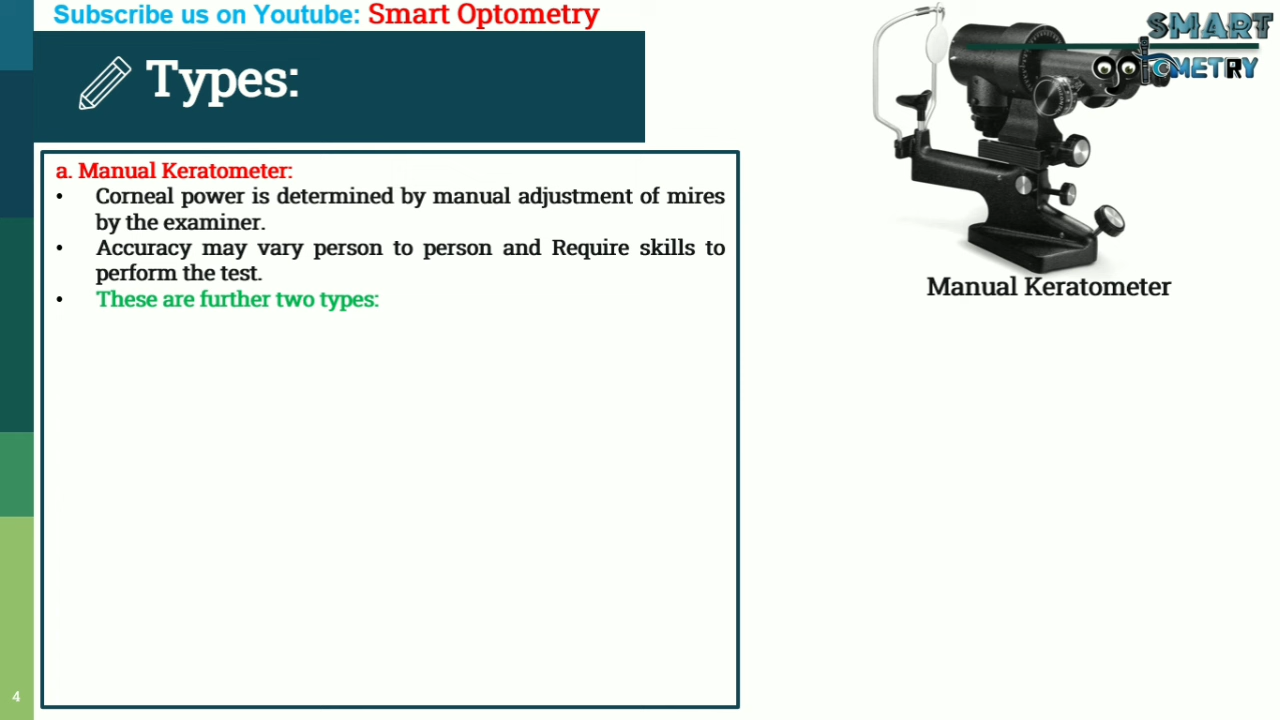 Subscribe us on Youtube: Smart Optometry
SMART
OPTOMETRY
Types:
a. Manual Keratometer:
• Corneal power is determined by manual adjustment of mires
by the examiner.
• Accuracy may vary person to person and Require skills to
perform the test.
• These are further two types:
Manual Keratometer
4